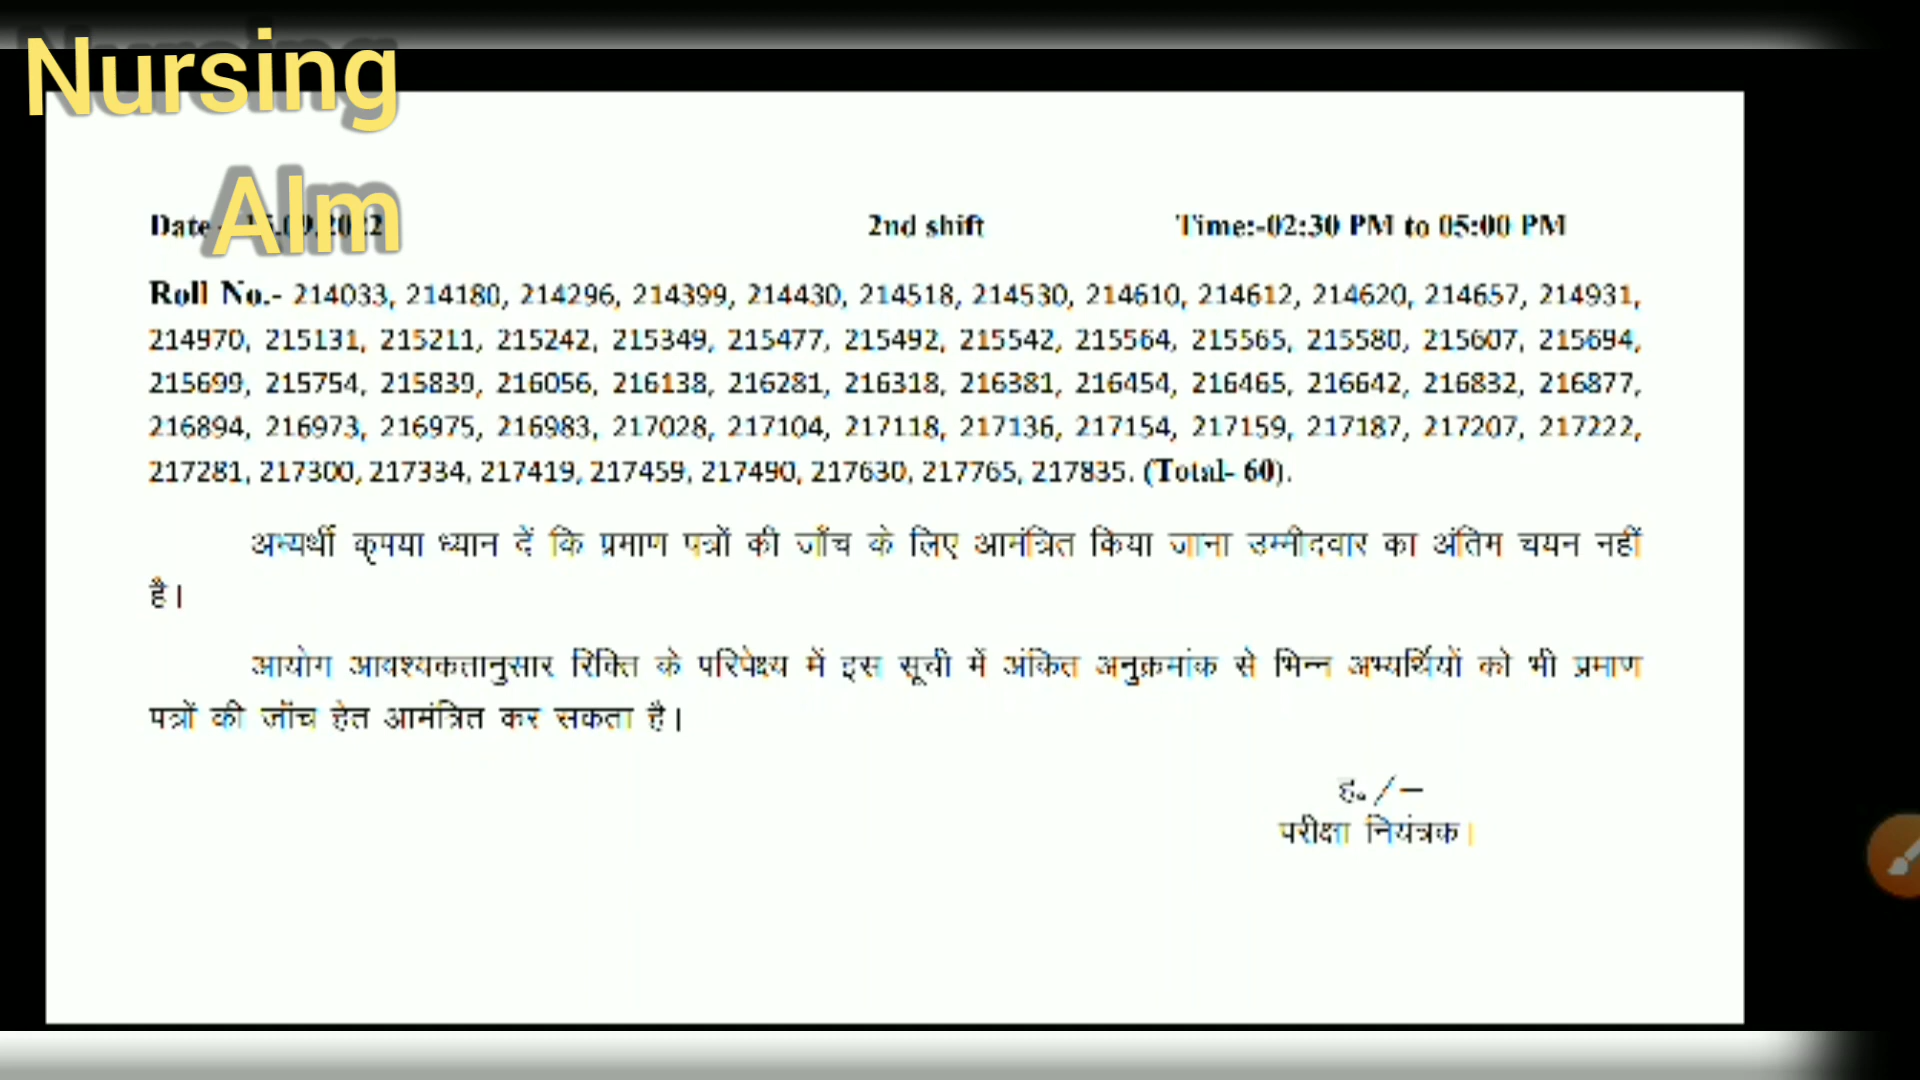 Nursing
Alm
Date .09.2022 2nd shift Time:-02:30 PM to 05:00 PM
Roll No.- 214033, 214180, 214296, 214399, 214430, 214518, 214530, 214610, 214612, 214620, 214657, 214931,
214970, 215131, 215211, 215242, 215349, 215477, 215492, 215542, 215564, 215565, 215580, 215607, 215694,
215699, 215754, 215839, 216056, 216138, 216281, 216318, 216381, 216454, 216465, 216642, 216832, 216877,
216894, 216973, 216975, 216983, 217028, 217104, 217118, 217136, 217154, 217159, 217187, 217207, 217222,
217281, 217300, 217334, 217419, 217459, 217490, 217630, 217765, 217835. (Total- 60).
अभ्यर्थी कृपया ध्यान दें कि प्रमाण पत्रों की जाँच के लिए आमंत्रित किया जाना उम्मीदवार का अंतिम चयन नहीं
है।
आयोग आवश्यकतानुसार रिक्ति के परिपेक्ष्य में इस सूची में अंकित अनुक्रमांक से भिन्न अभ्यर्थियों को भी प्रमाण
पत्रों की जाँच हेतु आमंत्रित कर सकता है।
ह०/–
परीक्षा नियंत्रक।